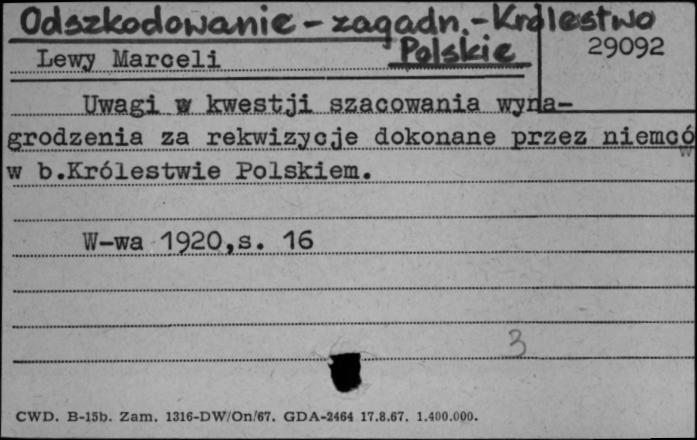 Odszkodowanie - zagadn. - Królestwo
Polskie
29092
Lewy Marceli
Uwagi w kwestji szacowania wyna-
grodzenia za rekwizycje dokonane przez niemcó
w
w b.Królestwie Polskiem.
W-wa 1920,s. 16
3
CWD. B-15b. Zam. 1316-DW/On/67. GDA-2464 17.8.67. 1.400.000.